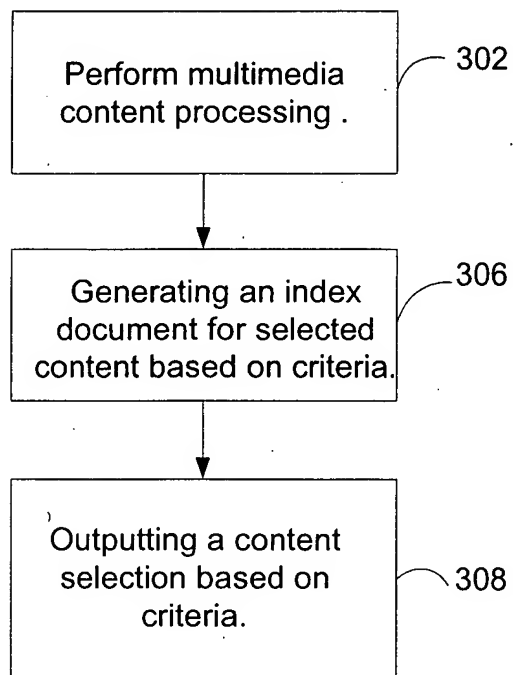 Perform multimedia
content processing .
302
Generating an index
document for selected
content based on criteria.
306
Outputting a content
selection based on
criteria.
308